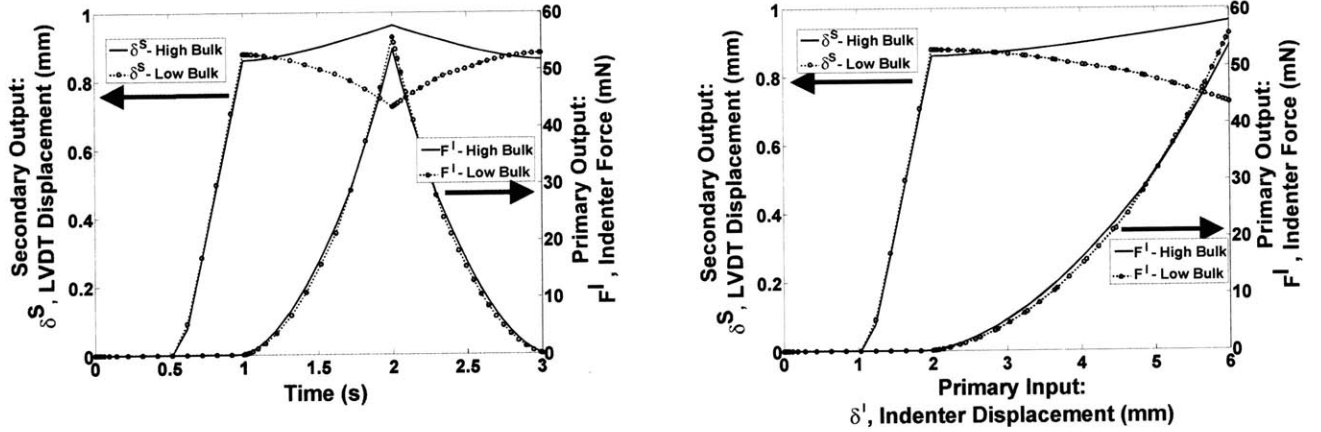 Secondary Output:
δS, LVDT Displacement (mm)
1
0.8
0.6
0.4
0.2
0
δS- High Bulk
δS- Low Bulk
FI- High Bulk
FI- Low Bulk
60
50
40
30
20
10
0
Primary Output:
FI, Indenter Force (mN)
0
0.5
1
1.5
2
2.5
3
Time (s)
Secondary Output:
δS, LVDT Displacement (mm)
1
0.8
0.6
0.4
0.2
0
δS- High Bulk
δS- Low Bulk
FI- High Bulk
FI- Low Bulk
60
50
40
30
20
10
0
Primary Output:
FI, Indenter Force (mN)
0
1
2
3
4
5
6
Primary Input:
δI, Indenter Displacement (mm)